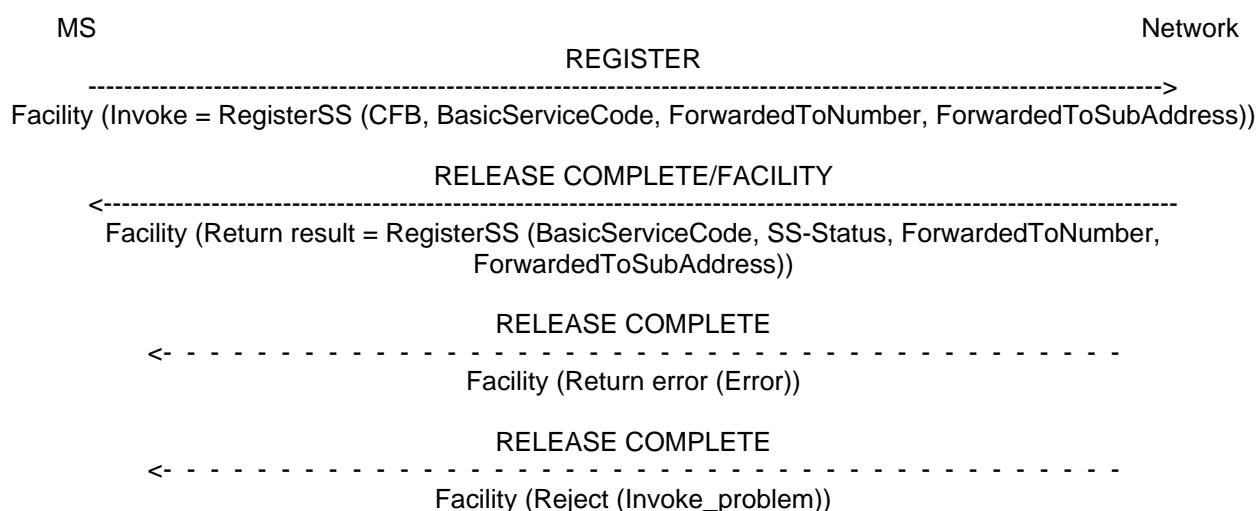 MS Network
REGISTER
------------------------------------------------------------------------------------------------------------------------>
Facility (Invoke = RegisterSS (CFB, BasicServiceCode, ForwardedToNumber, ForwardedToSubAddress))
RELEASE COMPLETE/FACILITY
<------------------------------------------------------------------------------------------------------------------------
Facility (Return result = RegisterSS (BasicServiceCode, SS-Status, ForwardedToNumber,
ForwardedToSubAddress))
RELEASE COMPLETE
<- - - - - - - - - - - - - - - - - - - - - - - - - - - - - - - - - - - - - - - - -
Facility (Return error (Error))
RELEASE COMPLETE
<- - - - - - - - - - - - - - - - - - - - - - - - - - - - - - - - - - - - - - - - -
Facility (Reject (Invoke_problem))